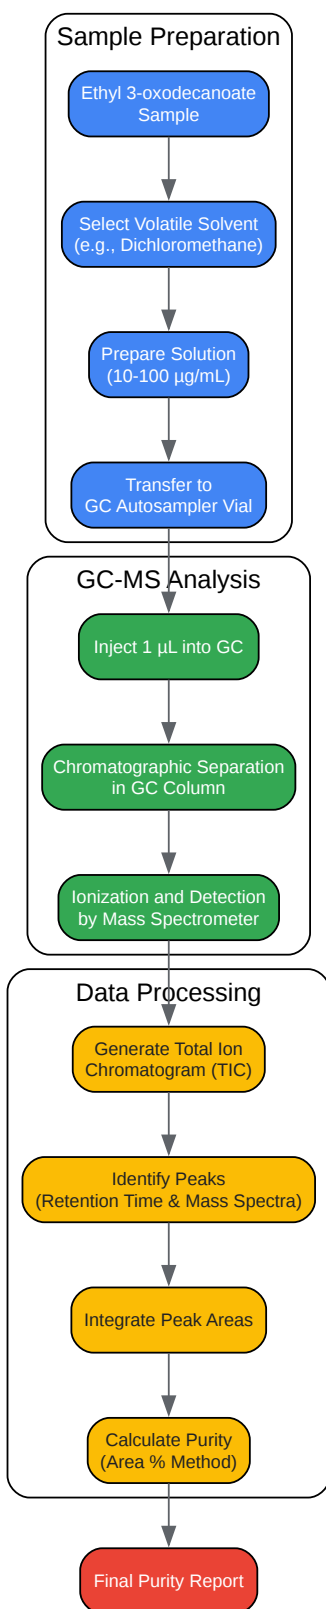 Sample Preparation
Ethyl 3-oxodecanoate
Sample
Select Volatile Solvent
(e.g., Dichloromethane)
Prepare Solution
(10-100 µg/mL)
Transfer to
GC Autosampler Vial
GC-MS Analysis
Inject 1 µL into GC
Chromatographic Separation
in GC Column
Ionization and Detection
by Mass Spectrometer
Data Processing
Generate Total Ion
Chromatogram (TIC)
Identify Peaks
(Retention Time & Mass Spectra)
Integrate Peak Areas
Calculate Purity
(Area % Method)
Final Purity Report